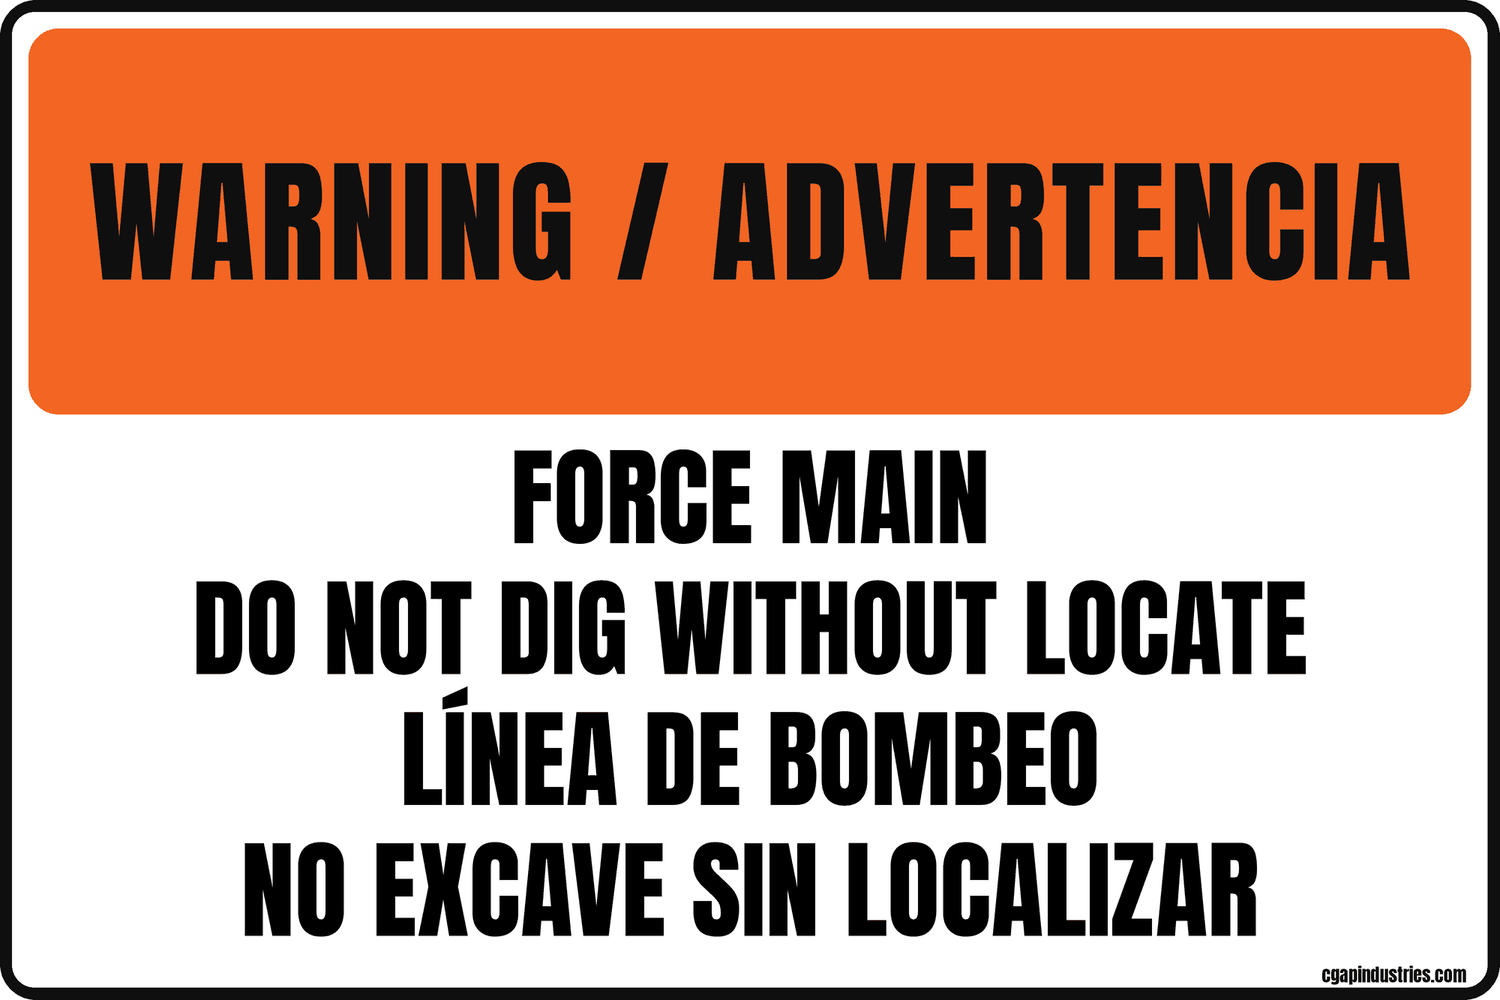 WARNING / ADVERTENCIA
FORCE MAIN
DO NOT DIG WITHOUT LOCATE
LÍNEA DE BOMBEO
NO EXCAVE SIN LOCALIZAR
cgapindustries.com